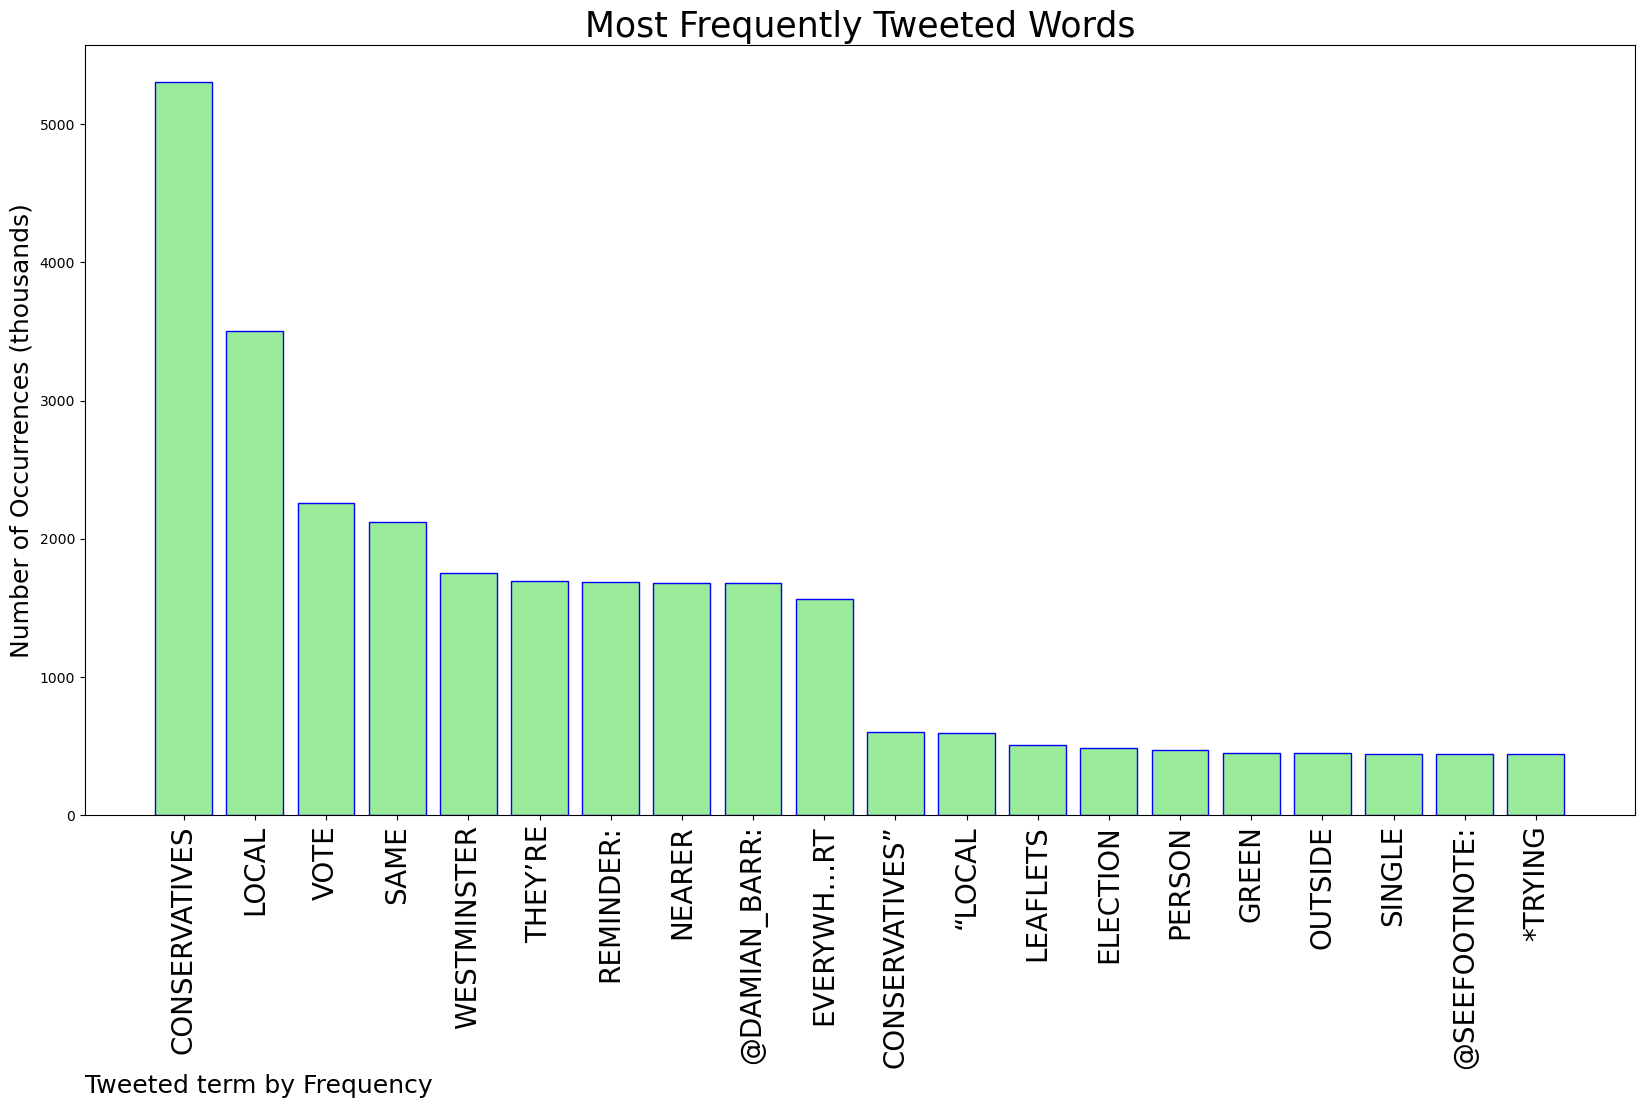 Most Frequently Tweeted Words
Number of Occurrences (thousands)
5000
4000
3000
2000
1000
0
CONSERVATIVES
LOCAL
VOTE
SAME
WESTMINSTER
THEY’RE
REMINDER:
NEARER
@DAMIAN_BARR:
EVERYWH…RT
CONSERVATIVES”
“LOCAL
LEAFLETS
ELECTION
PERSON
GREEN
OUTSIDE
SINGLE
@SEEFOOTNOTE:
*TRYING
Tweeted term by Frequency